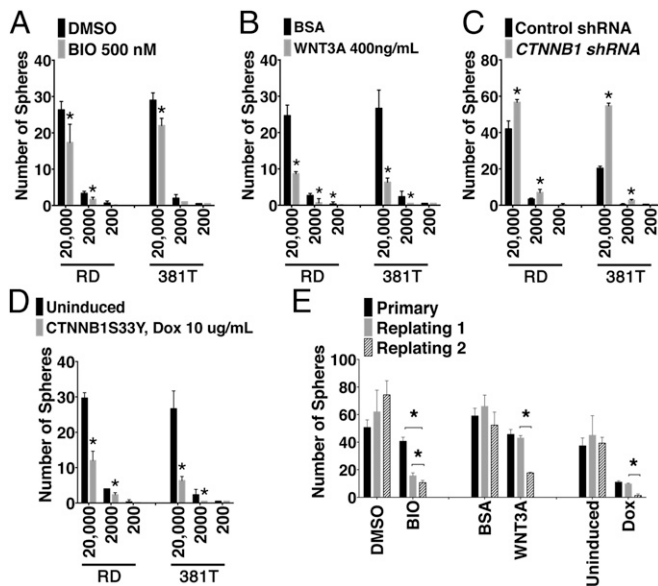 A
DMSO
BIO 500 nM
Number of Spheres
40
30
20
10
0
20,000
2000
200
20,000
2000
200
RD
381T
*
*
*
B
BSA
WNT3A 400ng/mL
Number of Spheres
40
30
20
10
0
20,000
2000
200
20,000
2000
200
RD
381T
*
*
*
*
*
C
Control shRNA
CTNNB1 shRNA
Number of Spheres
80
60
40
20
0
20,000
2000
200
20,000
2000
200
RD
381T
*
*
*
*
D
Uninduced
CTNNB1S33Y, Dox 10 ug/mL
Number of Spheres
40
30
20
10
0
20,000
2000
200
20,000
2000
200
RD
381T
*
*
*
*
E
Primary
Replating 1
Replating 2
Number of Spheres
100
80
60
40
20
0
DMSO
BIO
BSA
WNT3A
Uninduced
Dox
*
*
*
*